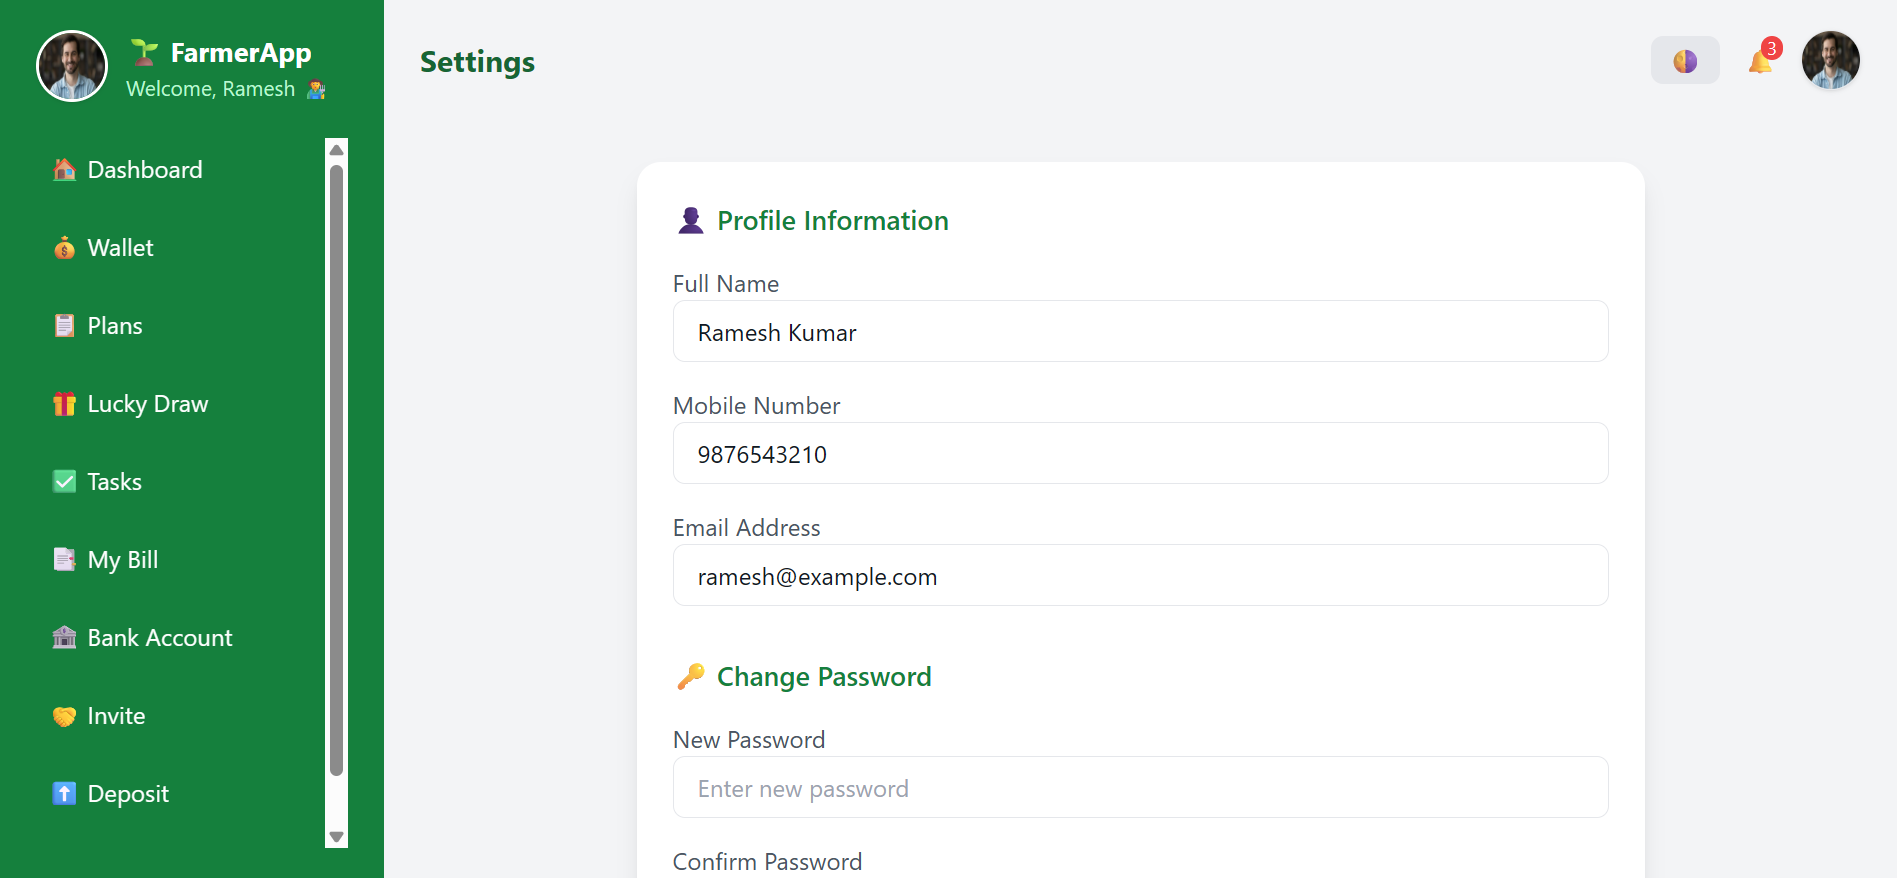 FarmerApp
Welcome, Ramesh
Dashboard
Wallet
Plans
Lucky Draw
Tasks
My Bill
Bank Account
Invite
Deposit
Settings
3
Profile Information
Full Name
Ramesh Kumar
Mobile Number
9876543210
Email Address
ramesh@example.com
Change Password
New Password
Enter new password
Confirm Password